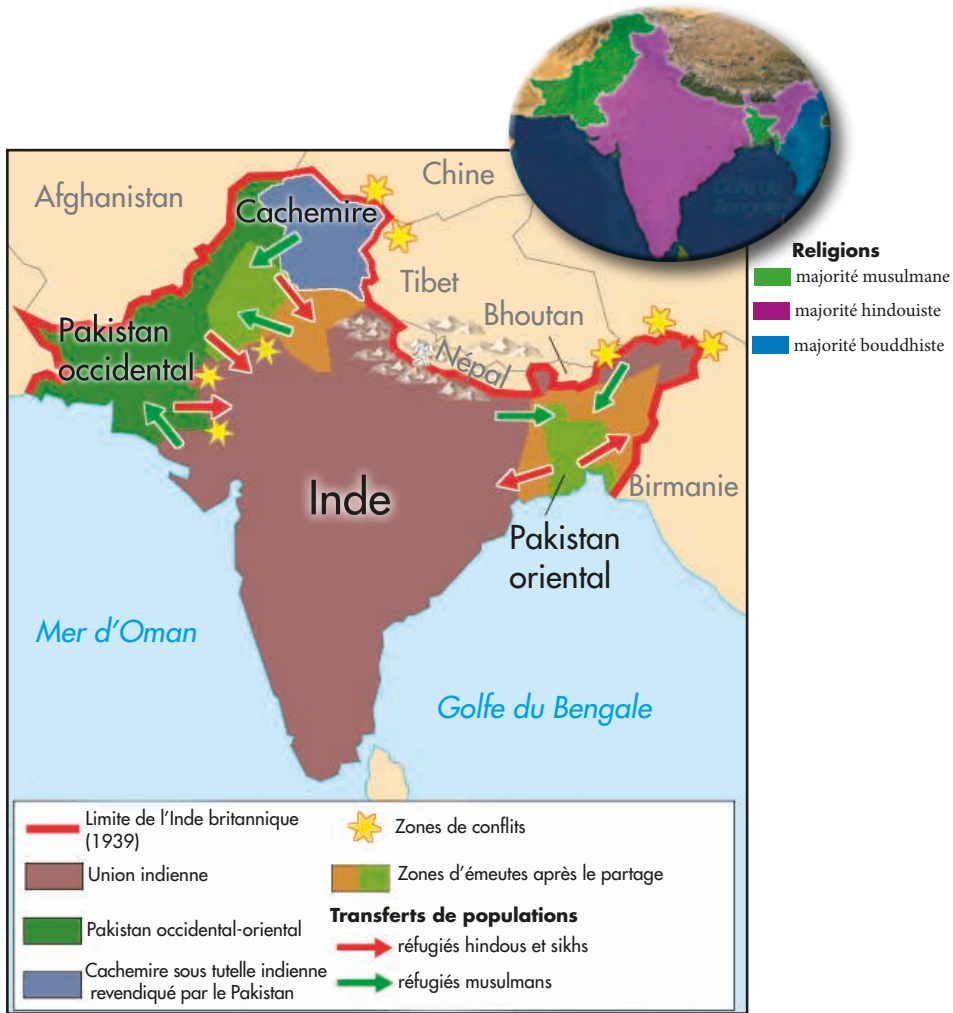 Afghanistan
Chine
Cachemire
Tibet
Bhoutan
Népal
Pakistan
occidental
Inde
Birmanie
Pakistan
oriental
Mer d'Oman
Golfe du Bengale
Religions
majorité musulmane
majorité hindouiste
majorité bouddhiste
Limite de l'Inde britannique
(1939)
Union indienne
Pakistan occidental-oriental
Cachemire sous tutelle indienne
revendiqué par le Pakistan
Zones de conflits
Zones d'émeutes après le partage
Transferts de populations
réfugiés hindous et sikhs
réfugiés musulmans